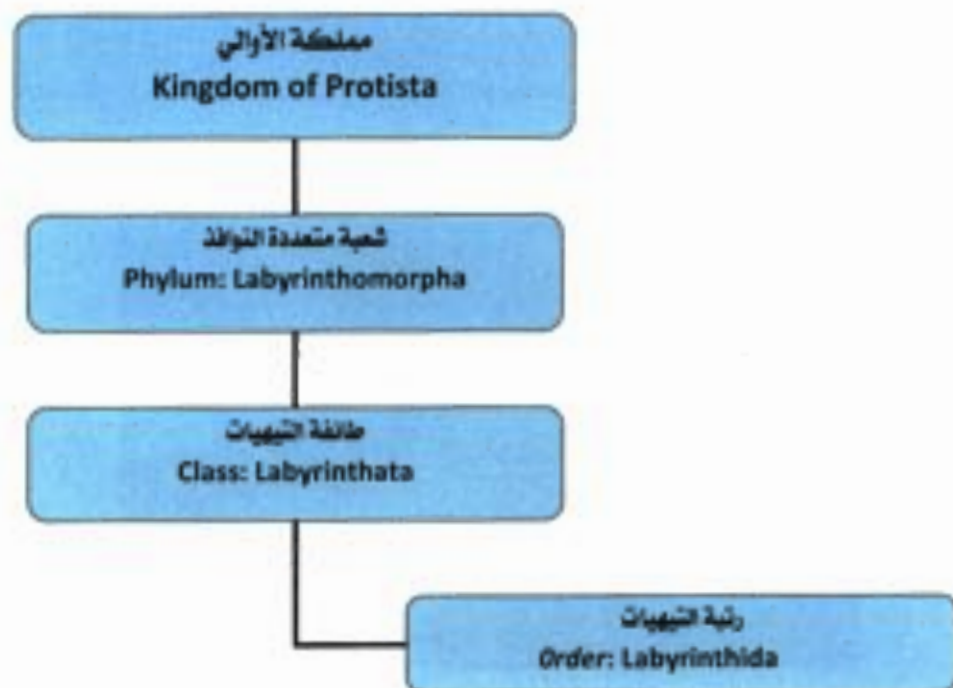 مملكة الأوالي
Kingdom of Protista
شعبة متعددة النوافذ
Phylum: Labyrinthomorpha
طائفة التيهيات
Class: Labyrinthata
رتبة التيهيات
Order: Labyrinthida